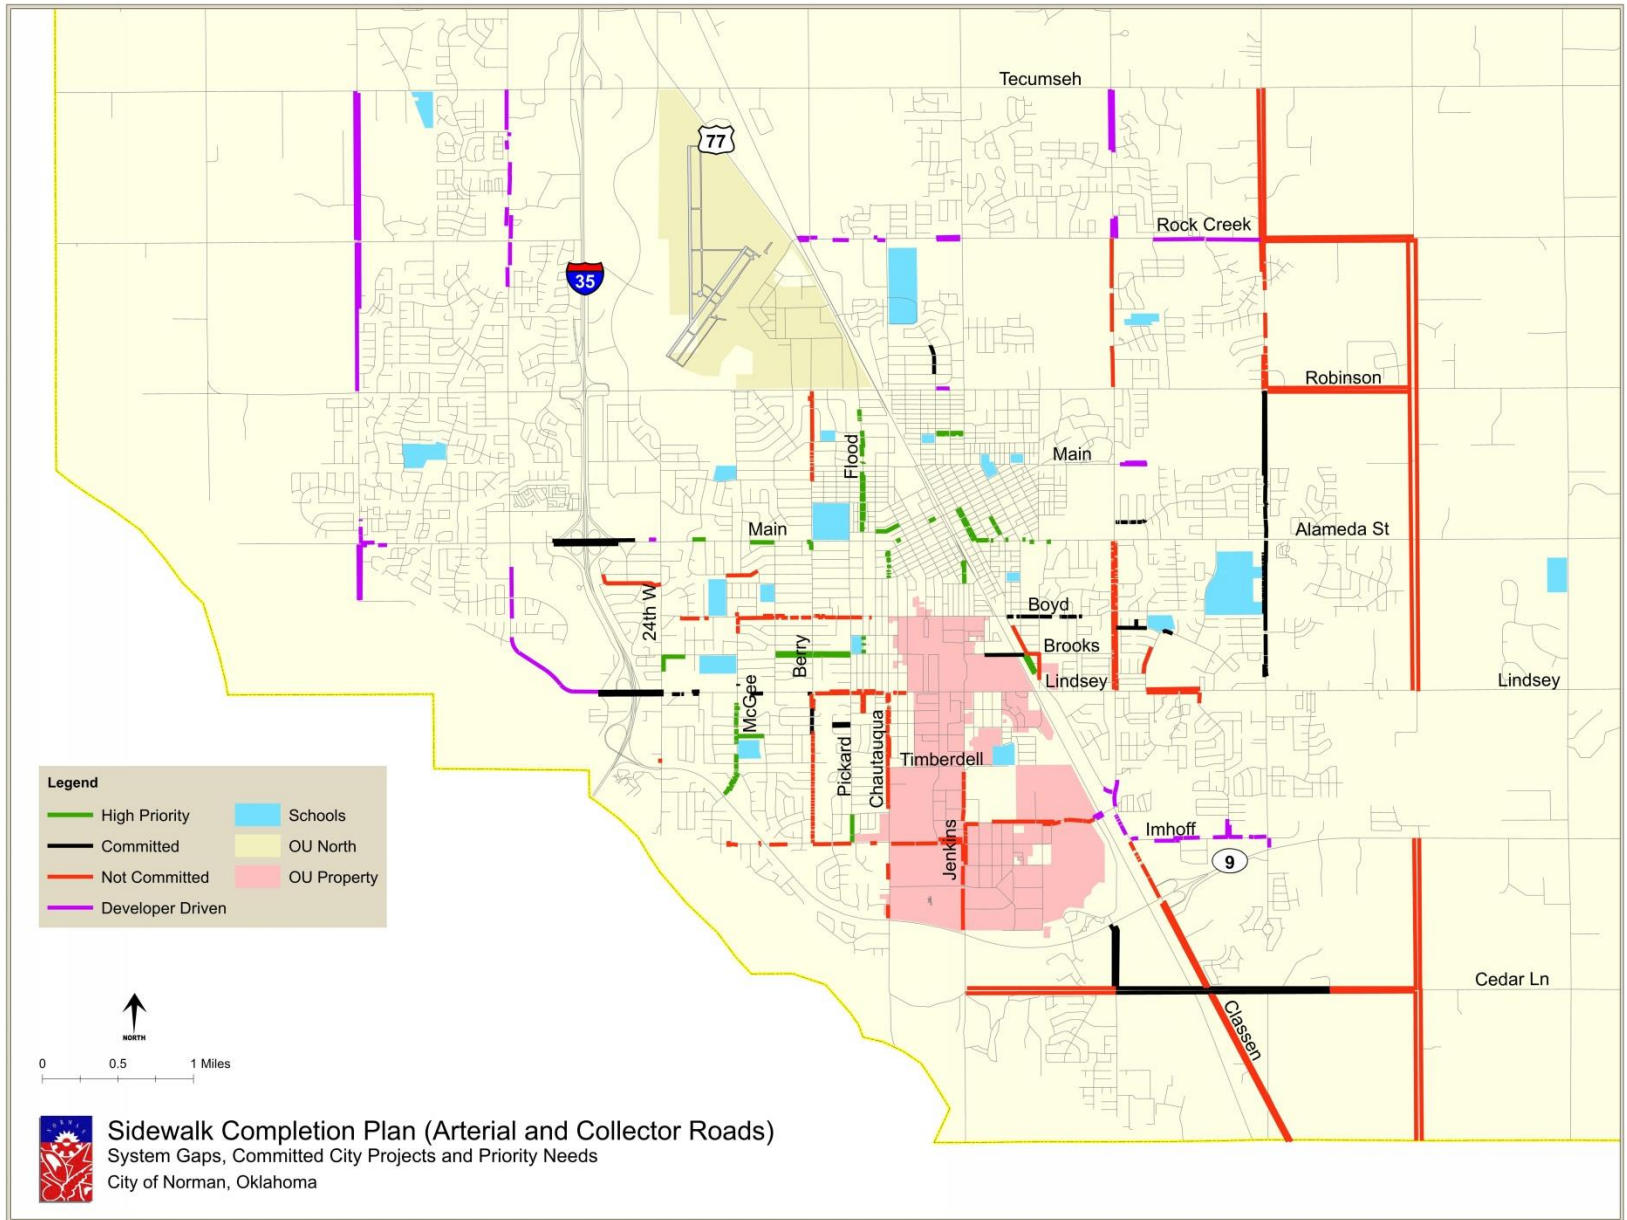 Tecumseh
77
Rock Creek
35
Robinson
Flood
Main
Main
Alameda St
24th W
Boyd
Berry
Brooks
Lindsey
Lindsey
McGee
Pickard
Chautauqua
Timberdell
Jenkins
Imhoff
9
Cedar Ln
Classen
Legend
High Priority
Committed
Not Committed
Developer Driven
Schools
OU North
OU Property
NORTH
0 0.5 1 Miles
NORMAN
Sidewalk Completion Plan (Arterial and Collector Roads)
System Gaps, Committed City Projects and Priority Needs
City of Norman, Oklahoma